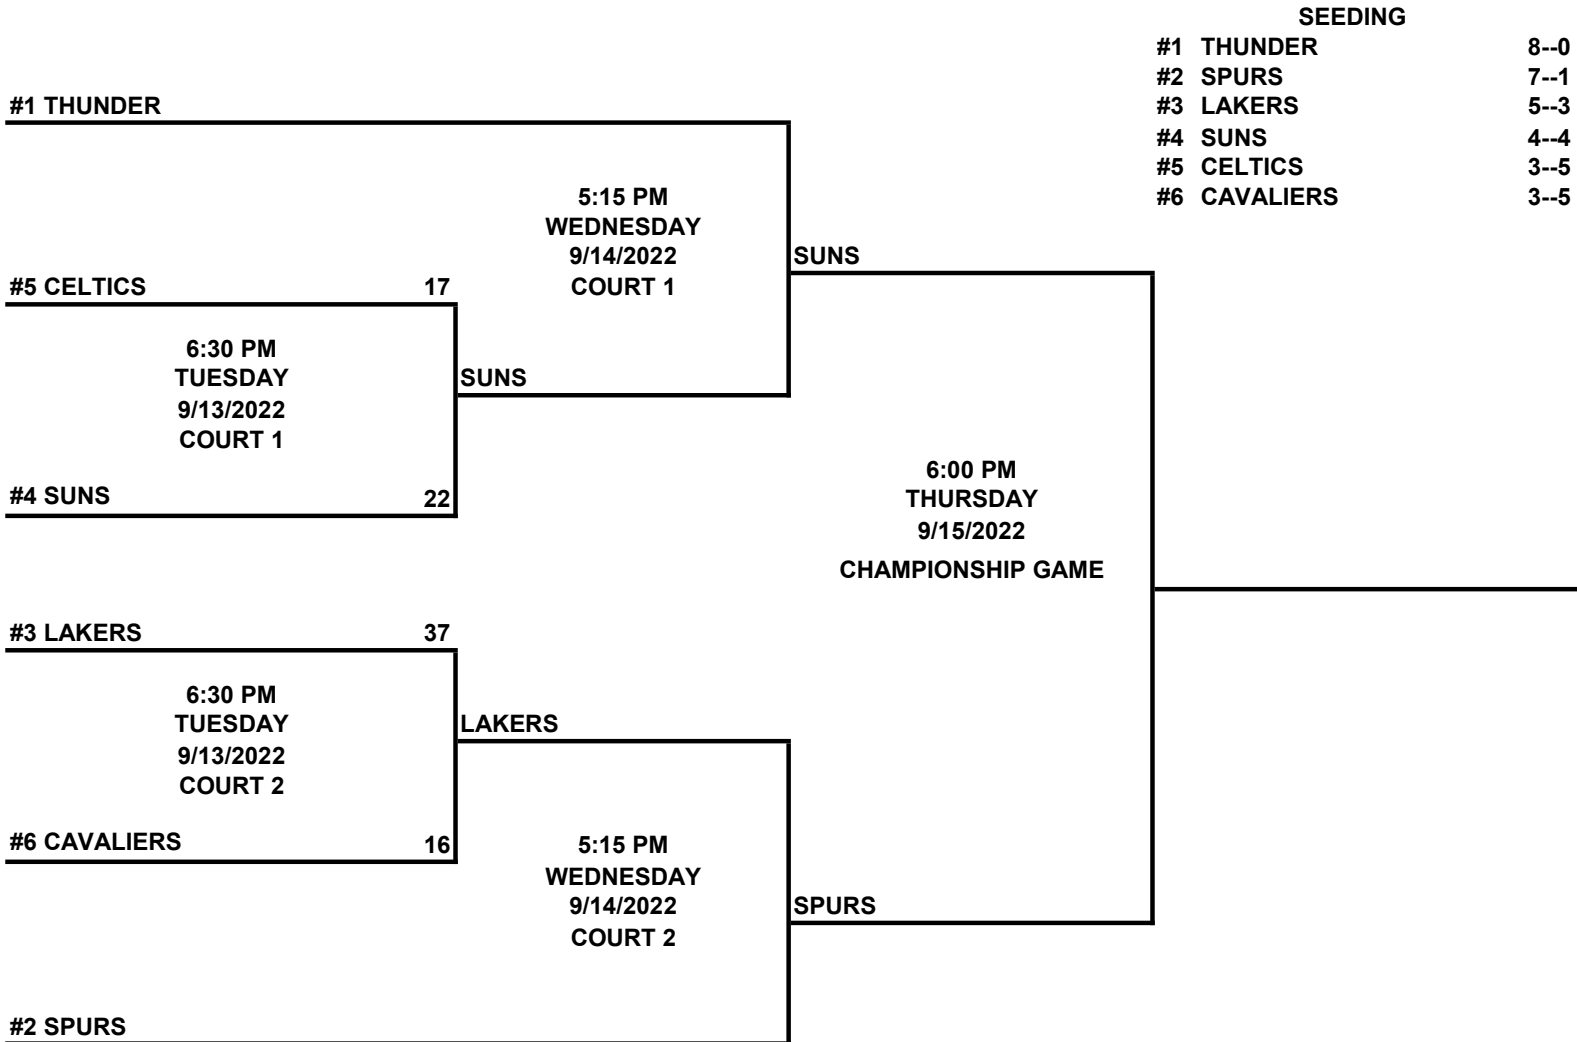 SEEDING
#1 THUNDER 8--0
#2 SPURS 7--1
#3 LAKERS 5--3
#4 SUNS 4--4
#5 CELTICS 3--5
#6 CAVALIERS 3--5
#1 THUNDER
5:15 PM
WEDNESDAY
9/14/2022
COURT 1
SUNS
#5 CELTICS 17
6:30 PM
TUESDAY
9/13/2022
COURT 1
SUNS
#4 SUNS 22
6:00 PM
THURSDAY
9/15/2022
CHAMPIONSHIP GAME
#3 LAKERS 37
6:30 PM
TUESDAY
9/13/2022
COURT 2
LAKERS
#6 CAVALIERS 16
5:15 PM
WEDNESDAY
9/14/2022
COURT 2
SPURS
#2 SPURS